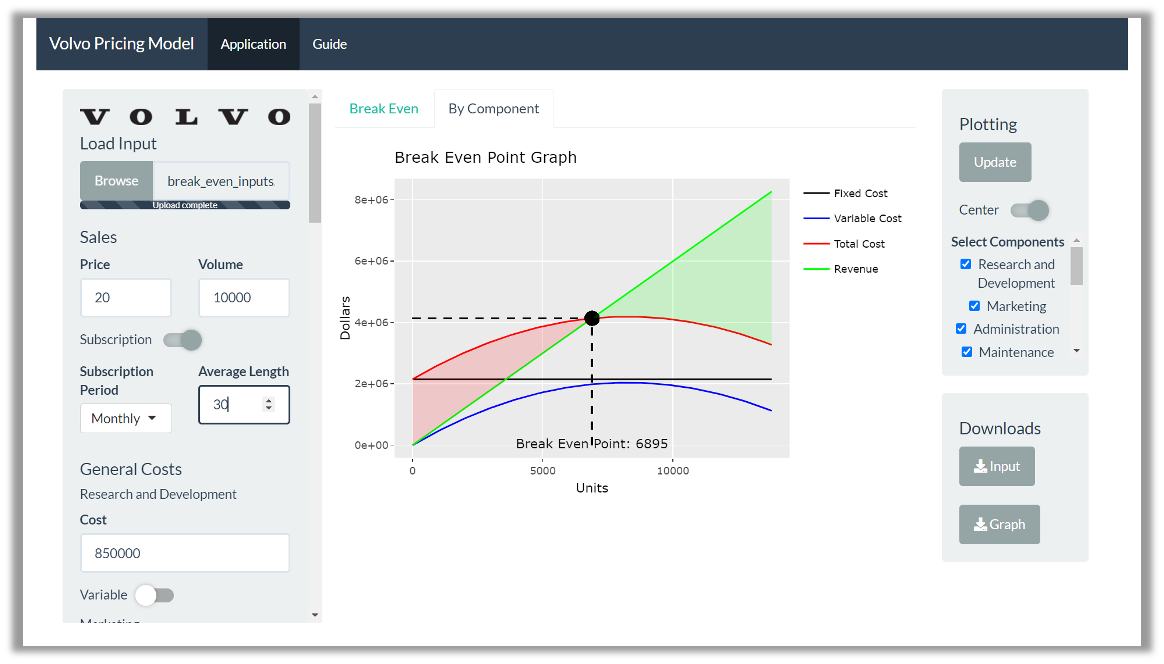 Volvo Pricing Model Application Guide
VOLVO
Load Input
Browse break_even_inputs.
Upload complete
Sales
Price Volume
20 10000
Subscription
Subscription
Period
Average Length
Monthly 30
General Costs
Research and Development
Cost
850000
Variable
Marketing
Break Even By Component
Break Even Point Graph
Dollars
8e+06
6e+06
4e+06
2e+06
0e+00
Break Even Point: 6895
0 5000 10000
Units
Fixed Cost
Variable Cost
Total Cost
Revenue
Plotting
Update
Center
Select Components
Research and
Development
Marketing
Administration
Maintenance
Downloads
Input
Graph